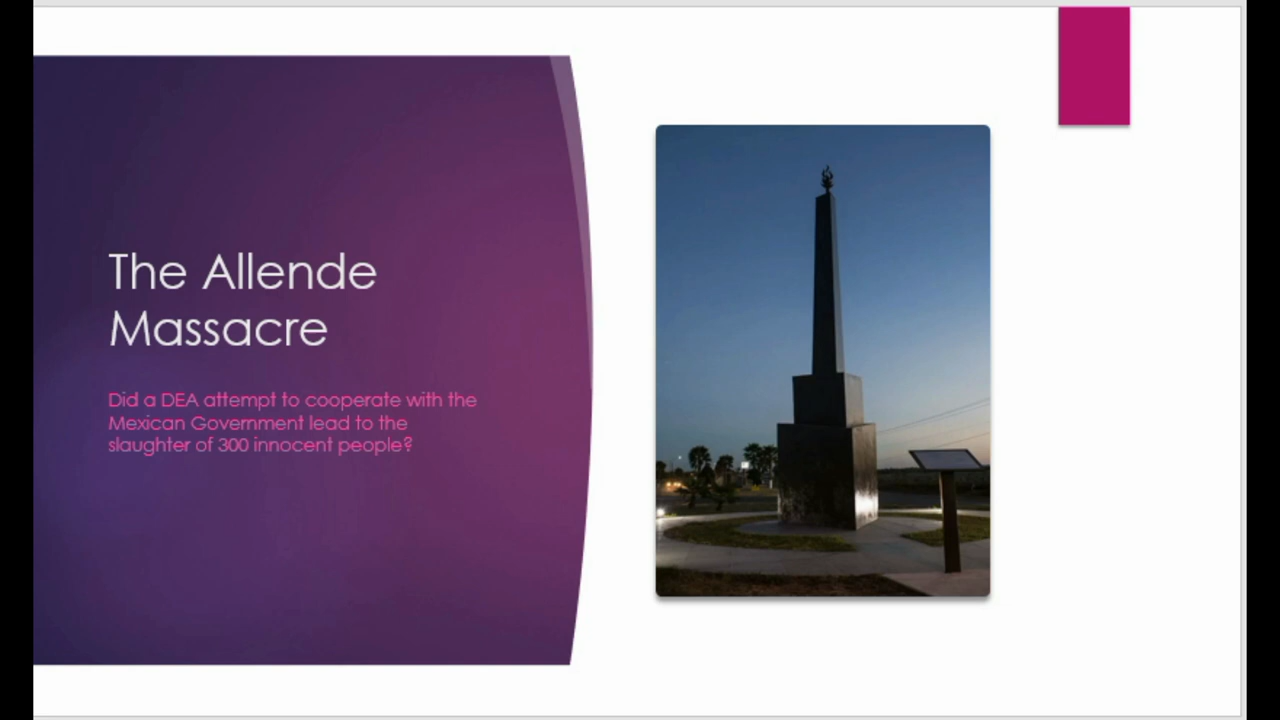 The Allende
Massacre
Did a DEA attempt to cooperate with the
Mexican Government lead to the
slaughter of 300 innocent people?